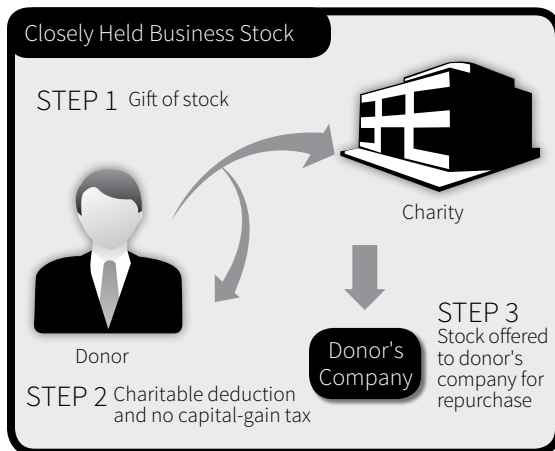 Closely Held Business Stock
STEP 1 Gift of stock
Charity
Donor
STEP 2 Charitable deduction
and no capital-gain tax
Donor's
Company
STEP 3
Stock offered
to donor's
company for
repurchase